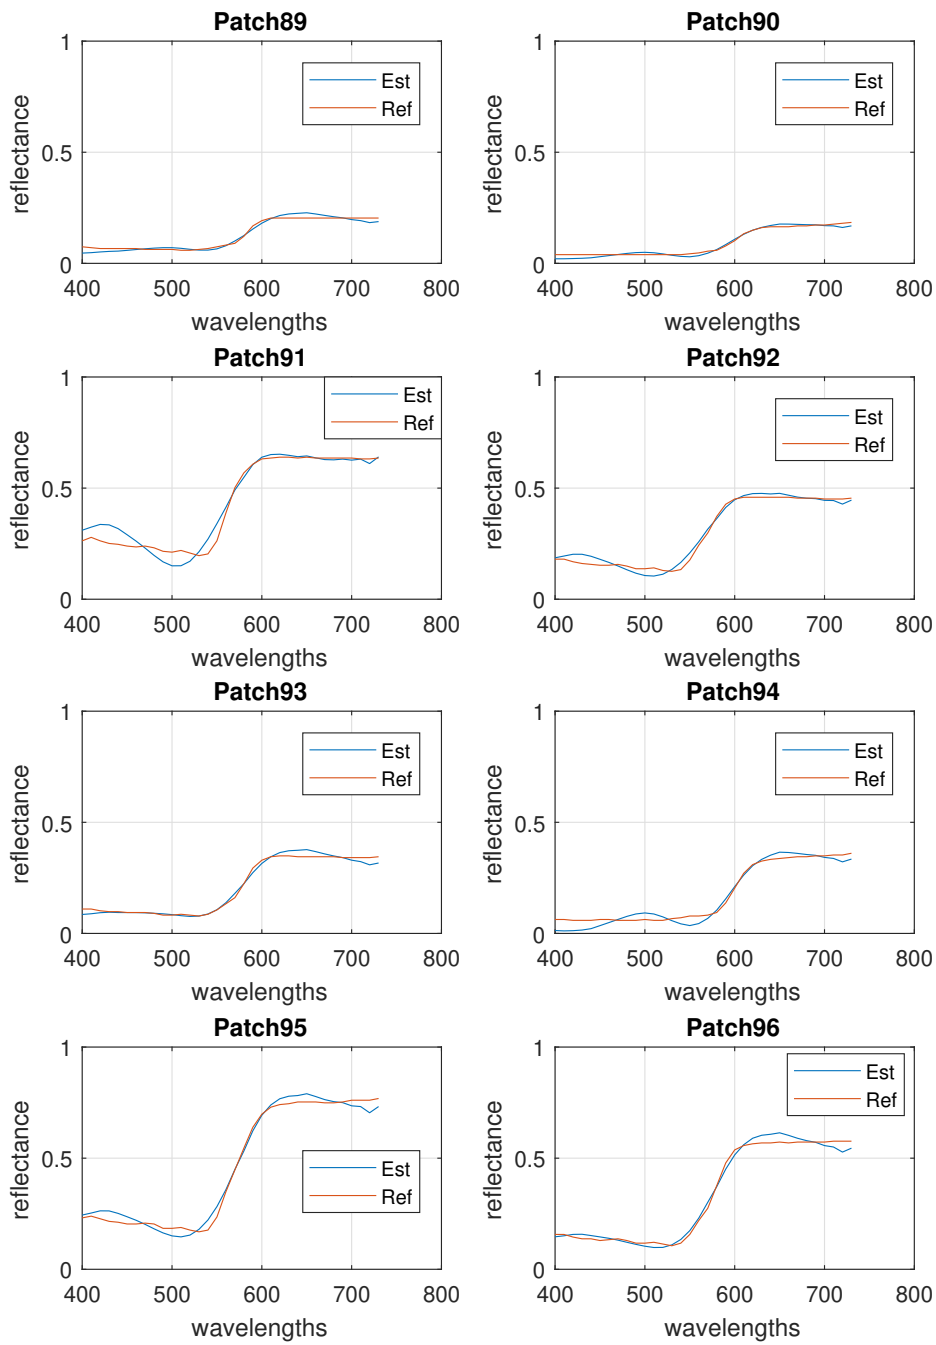 Patch89
Patch90
1
0.5
0
reflectance
Est
Ref
400
500
600
700
800
wavelengths
1
0.5
0
reflectance
Est
Ref
400
500
600
700
800
wavelengths
Patch91
Patch92
1
0.5
0
reflectance
Est
Ref
400
500
600
700
800
wavelengths
1
0.5
0
reflectance
Est
Ref
400
500
600
700
800
wavelengths
Patch93
Patch94
1
0.5
0
reflectance
Est
Ref
400
500
600
700
800
wavelengths
1
0.5
0
reflectance
Est
Ref
400
500
600
700
800
wavelengths
Patch95
Patch96
1
0.5
0
reflectance
Est
Ref
400
500
600
700
800
wavelengths
1
0.5
0
reflectance
Est
Ref
400
500
600
700
800
wavelengths